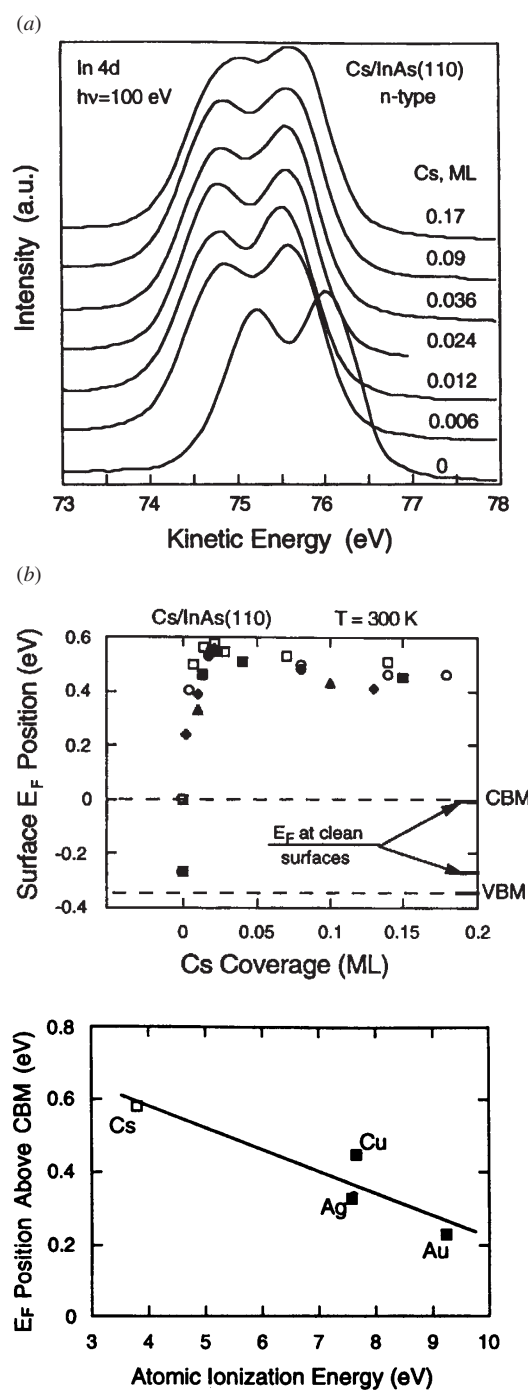 (a)
In 4d
hν=100 eV
Cs/InAs(110)
n-type
Cs, ML
0.17
0.09
0.036
0.024
0.012
0.006
0
Intensity (a.u.)
73 74 75 76 77 78
Kinetic Energy (eV)
(b)
Cs/InAs(110) T = 300 K
Surface E_F Position (eV)
0.6
0.4
0.2
0
-0.2
-0.4
CBM
E_F at clean
surfaces
VBM
0 0.05 0.1 0.15 0.2
Cs Coverage (ML)
E_F Position Above CBM (eV)
0.8
0.6
0.4
0.2
0
Cs
Cu
Ag
Au
3 4 5 6 7 8 9 10
Atomic Ionization Energy (eV)